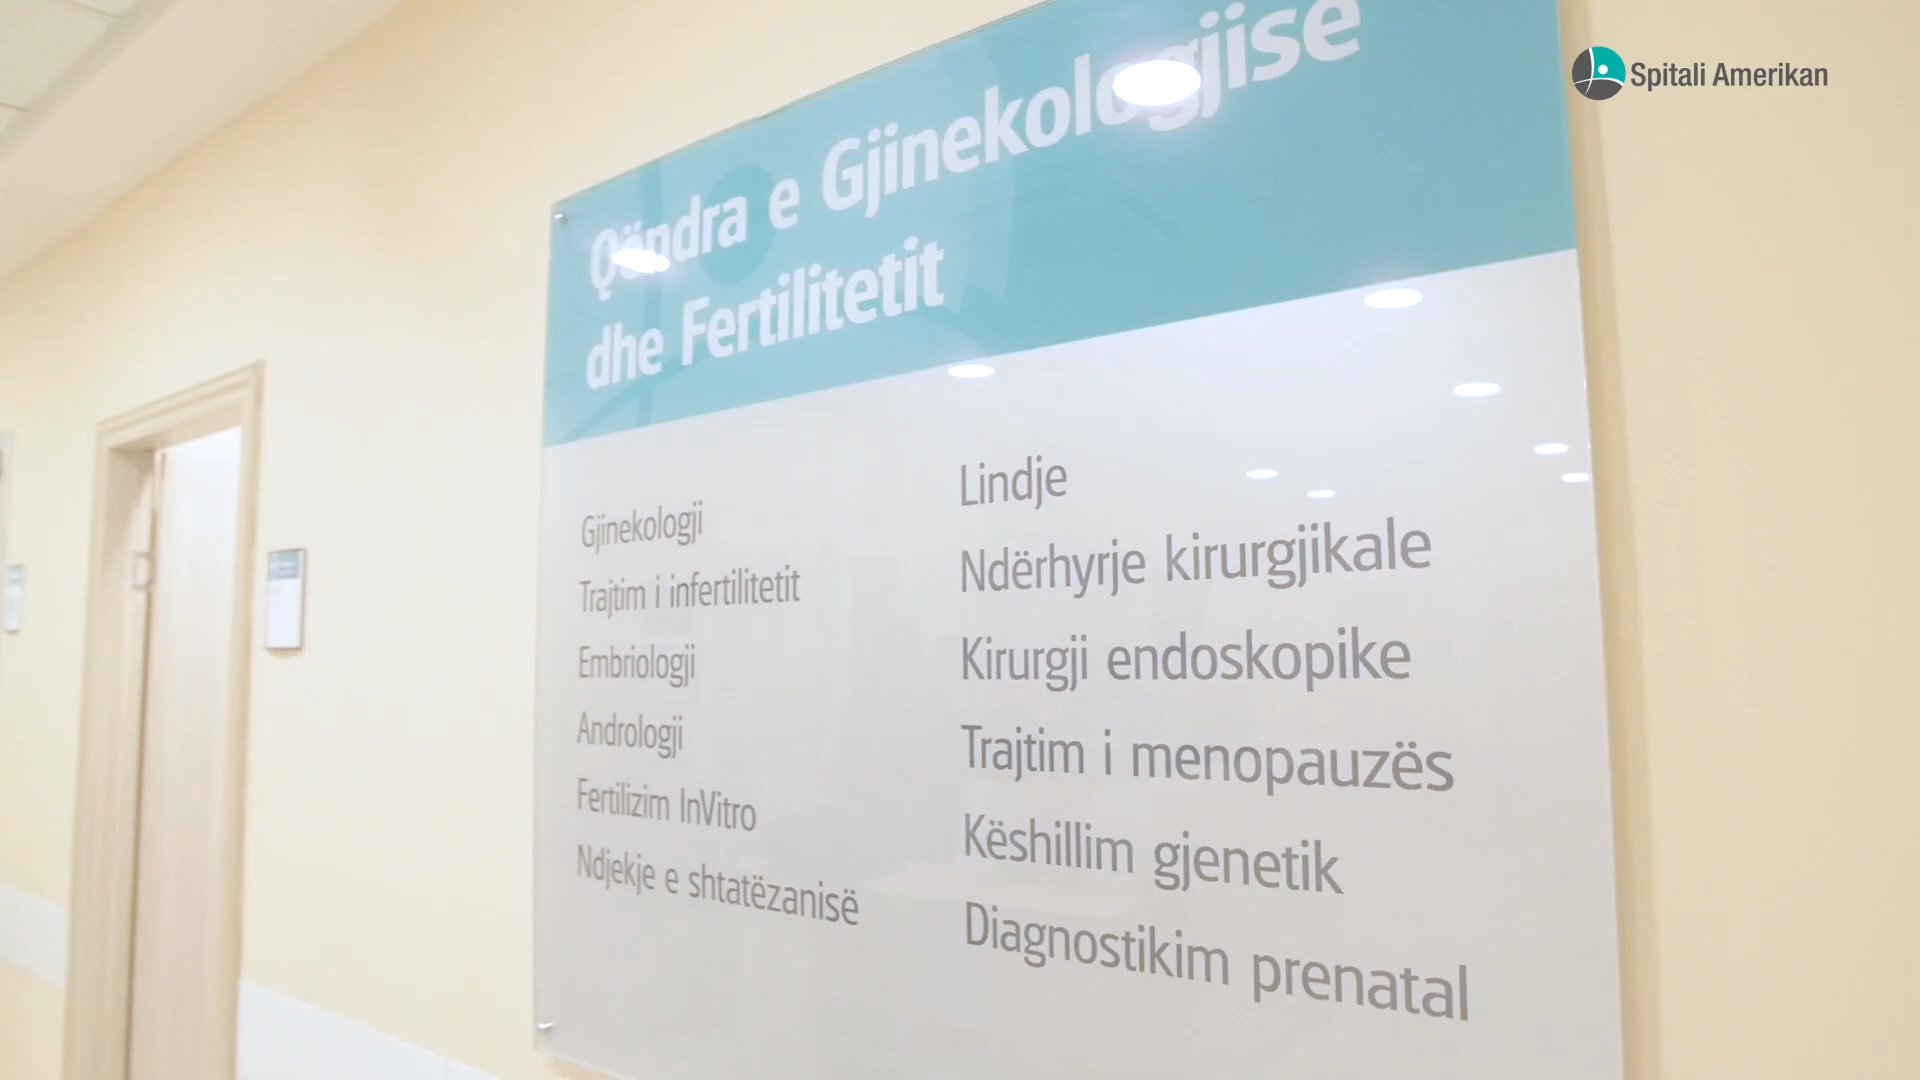 Spitali Amerikan
Qëndra e Gjinekologjisë
dhe Fertilitetit
Gjinekologji
Trajtim i infertilitetit
Embriologji
Andrologji
Fertilizim InVitro
Ndjekje e shtatëzanisë
Lindje
Ndërhyrje kirurgjikale
Kirurgji endoskopike
Trajtim i menopauzës
Këshillim gjenetik
Diagnostikim prenatal